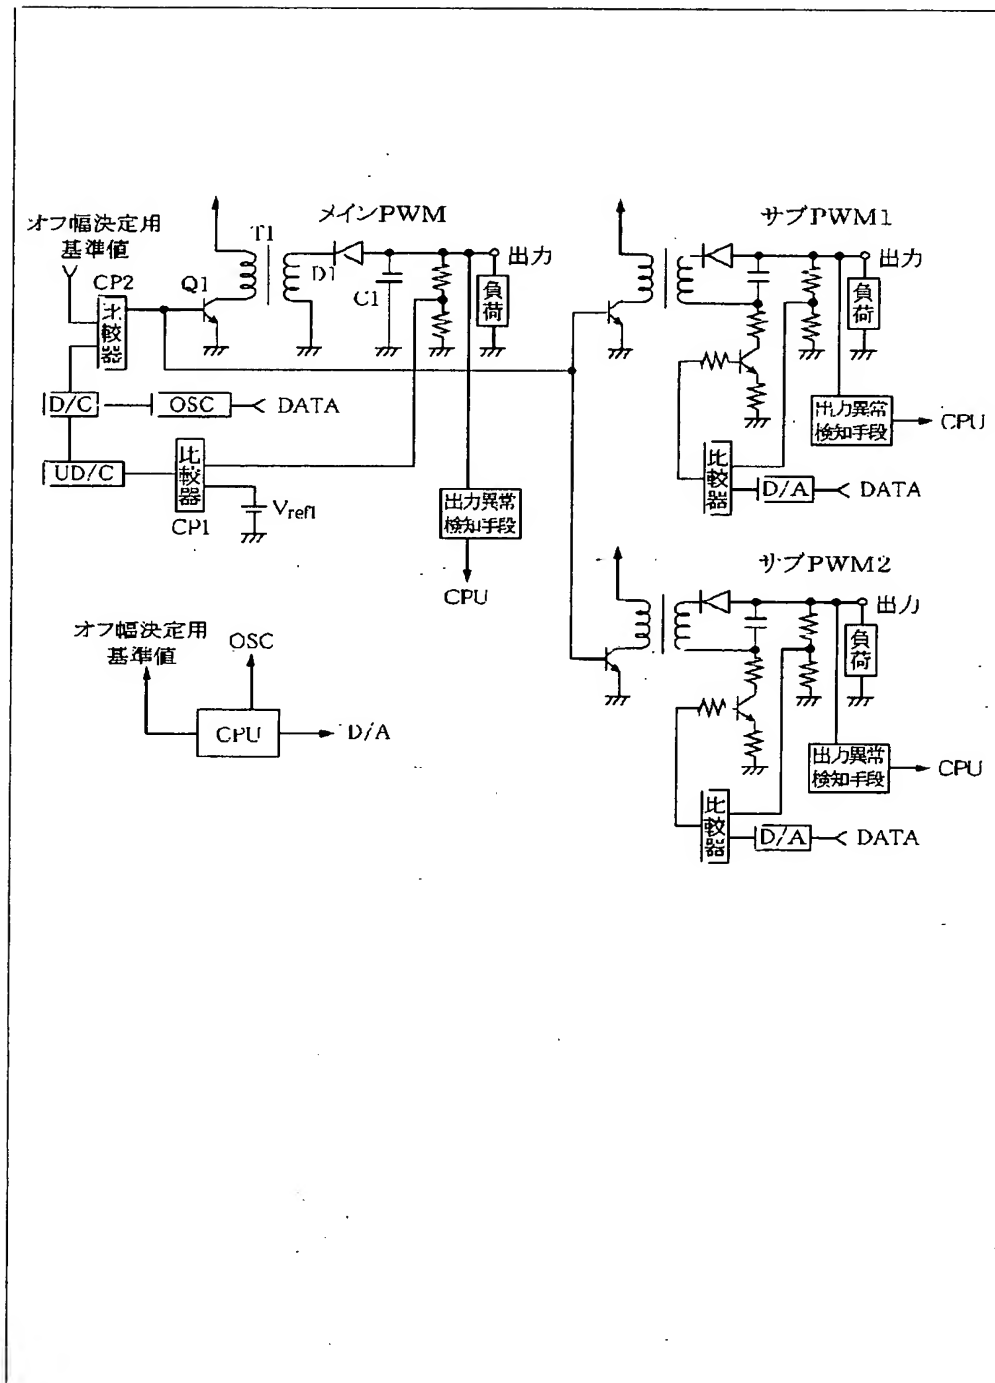 メインPWM
オフ幅決定用
基準値
CP2
比較器
Q1
T1
D1
C1
出力
負荷
D/C
OSC
DATA
UD/C
比較器
CP1
Vref1
出力異常
検知手段
CPU
サブPWM1
出力
負荷
出力異常
検知手段
CPU
比較器
D/A
DATA
サブPWM2
出力
負荷
出力異常
検知手段
CPU
比較器
D/A
DATA
オフ幅決定用
基準値
OSC
CPU
D/A